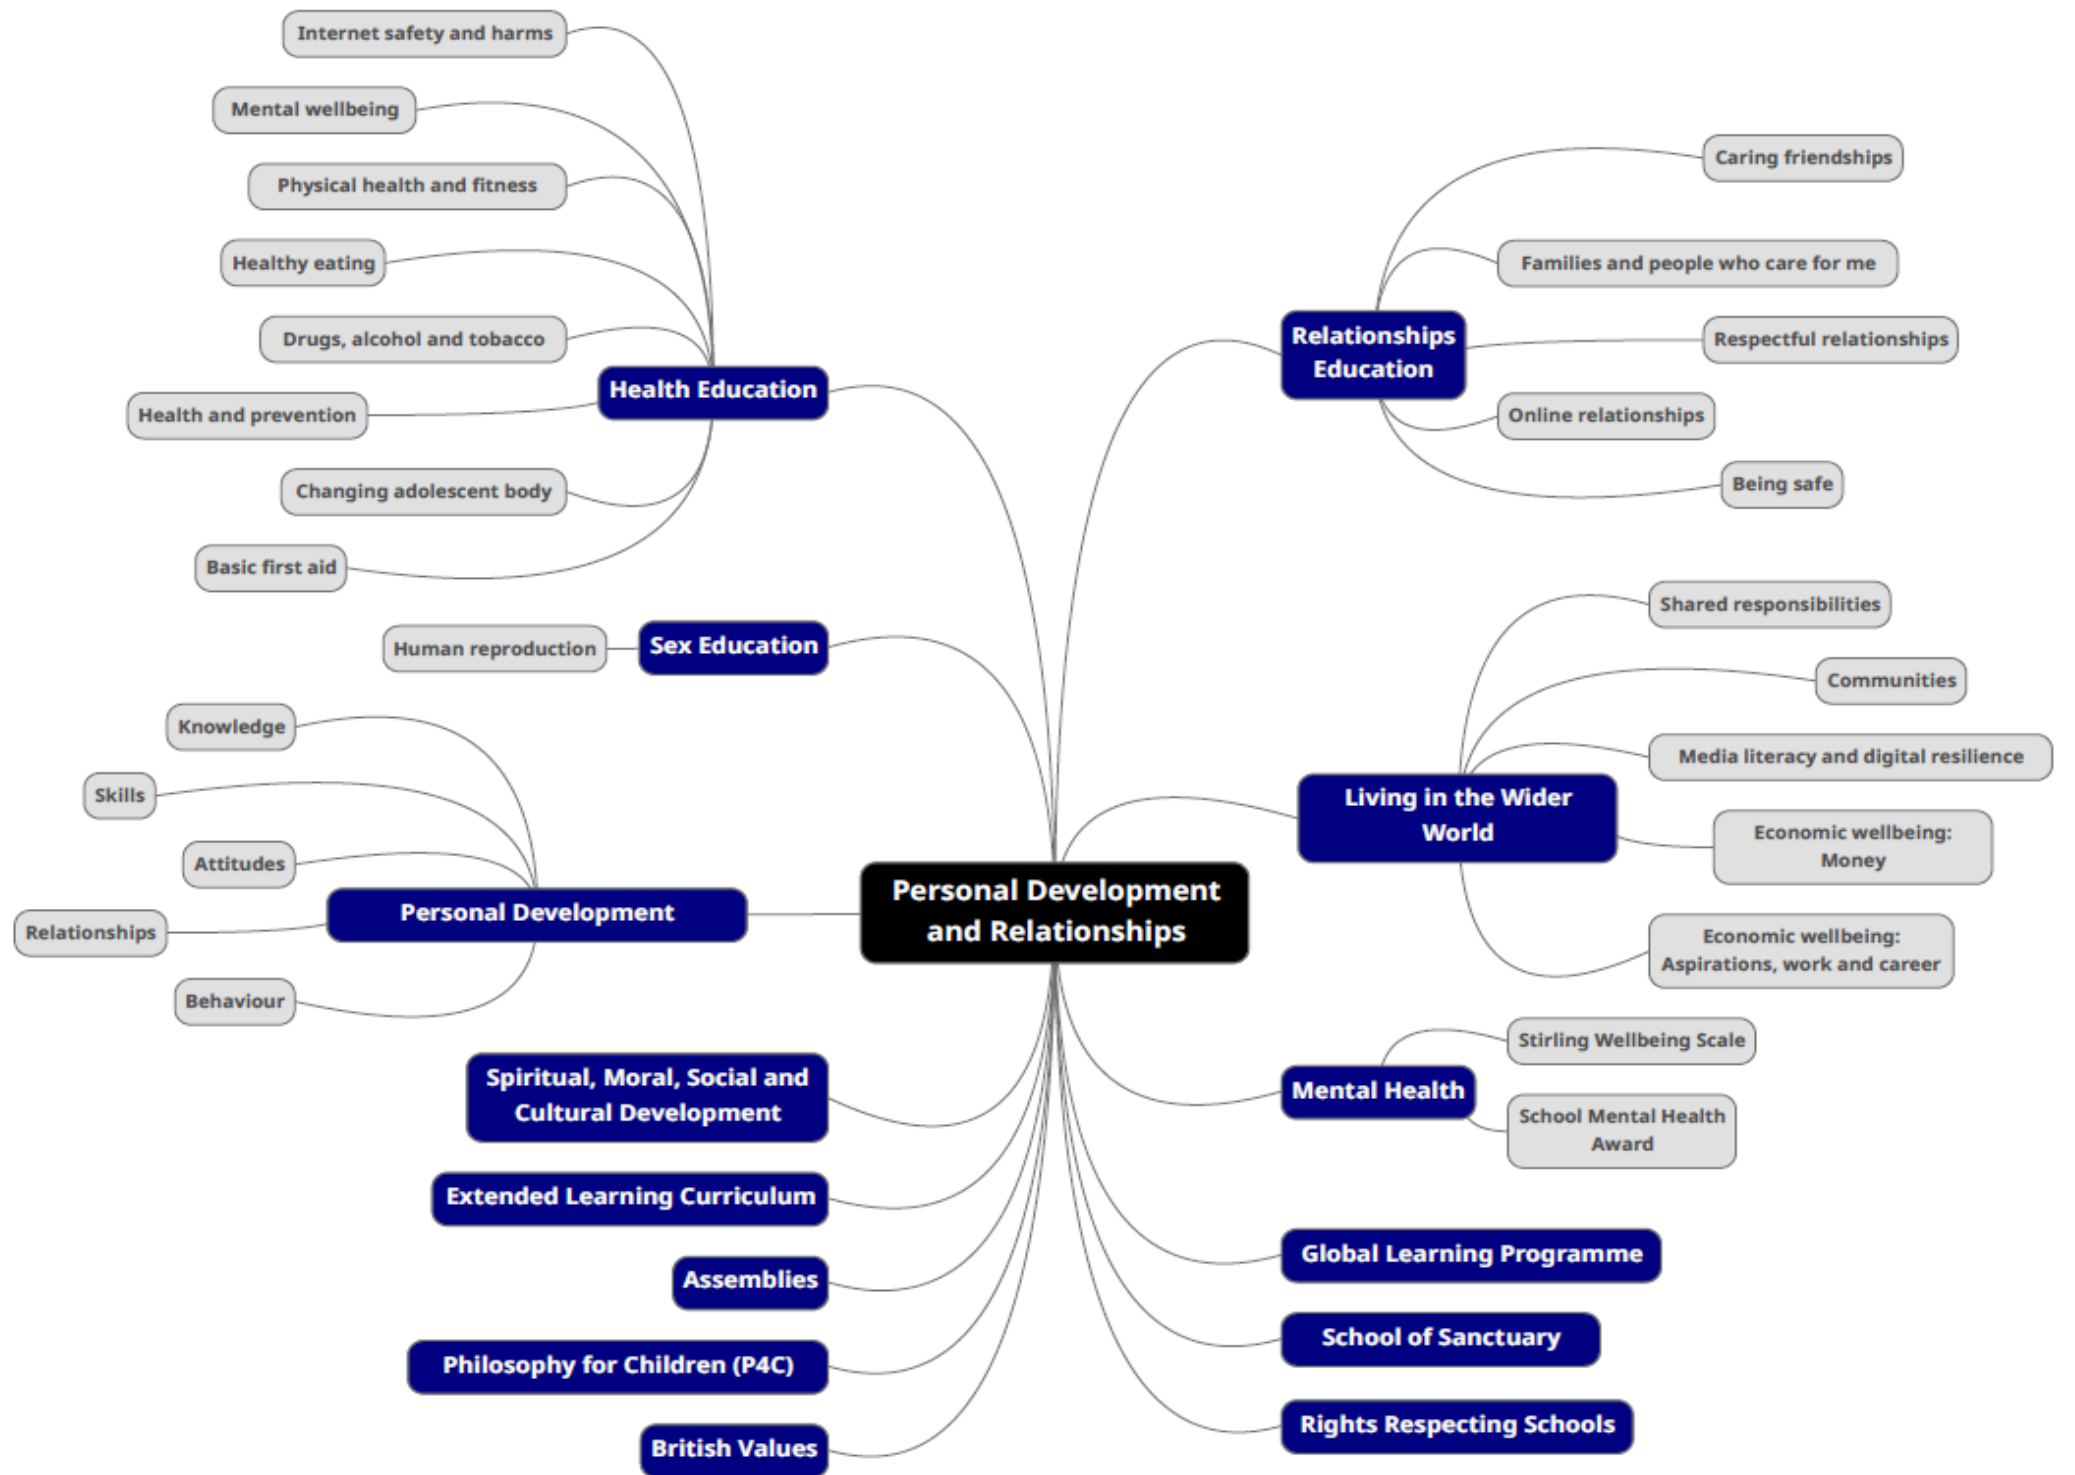 Internet safety and harms
Mental wellbeing
Physical health and fitness
Healthy eating
Drugs, alcohol and tobacco
Health and prevention
Changing adolescent body
Basic first aid
Health Education
Human reproduction
Sex Education
Knowledge
Skills
Attitudes
Relationships
Behaviour
Personal Development
Spiritual, Moral, Social and
Cultural Development
Extended Learning Curriculum
Assemblies
Philosophy for Children (P4C)
British Values
Personal Development
and Relationships
Relationships
Education
Caring friendships
Families and people who care for me
Respectful relationships
Online relationships
Being safe
Living in the Wider
World
Shared responsibilities
Communities
Media literacy and digital resilience
Economic wellbeing:
Money
Economic wellbeing:
Aspirations, work and career
Mental Health
Stirling Wellbeing Scale
School Mental Health
Award
Global Learning Programme
School of Sanctuary
Rights Respecting Schools